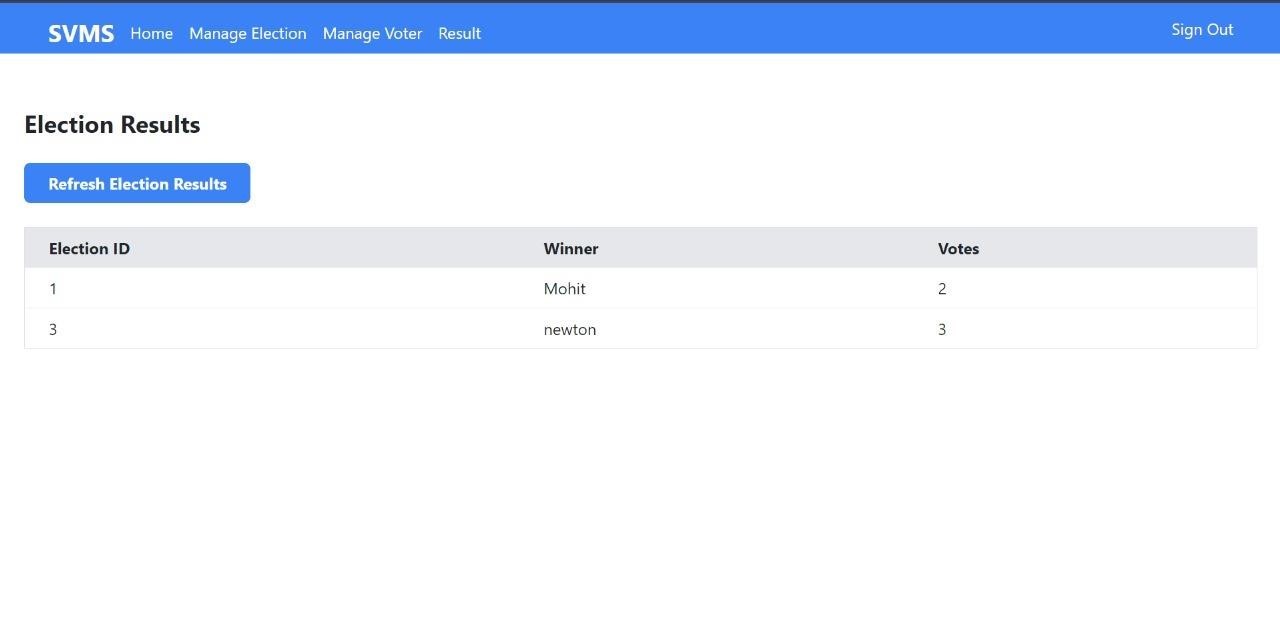 SVMS Home Manage Election Manage Voter Result Sign Out
Election Results
Refresh Election Results
Election ID Winner Votes
1 Mohit 2
3 newton 3